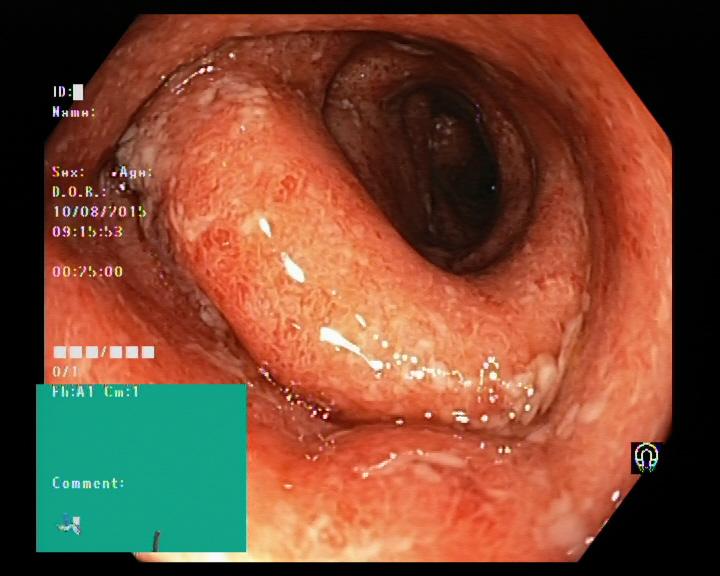 ID:
Name:
Sex: Age:
D.O.B.:
10/08/2015
09:15:53
00:25:00
■■■/■■■
0/1
Ph:A1 Cm:1
Comment: